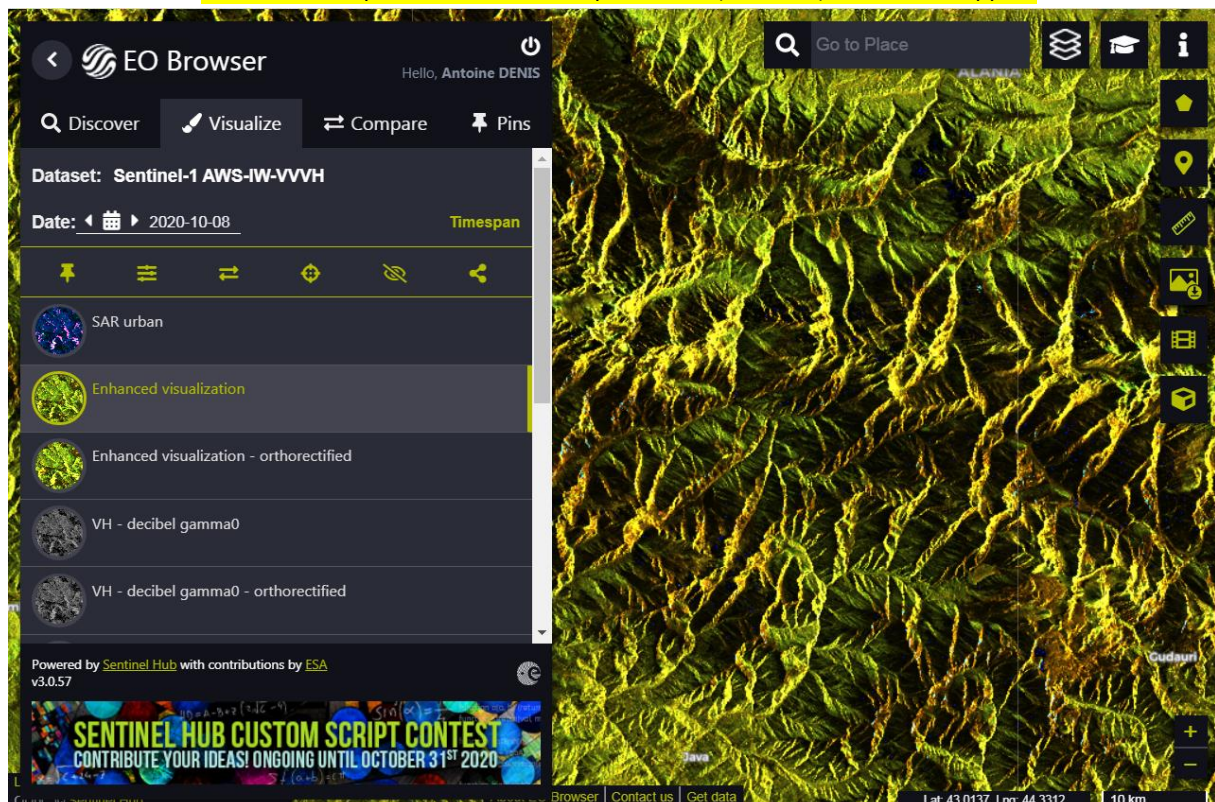 EO Browser
Hello, Antoine DENIS
Go to Place
ALANIA
Discover
Visualize
Compare
Pins
Dataset: Sentinel-1 AWS-IW-VVVH
Date: 2020-10-08
Timespan
SAR urban
Enhanced visualization
Enhanced visualization - orthorectified
VH - decibel gamma0
VH - decibel gamma0 - orthorectified
Powered by Sentinel Hub with contributions by ESA
v3.0.57
SENTINEL HUB CUSTOM SCRIPT CONTEST
CONTRIBUTE YOUR IDEAS! ONGOING UNTIL OCTOBER 31ST 2020
Gudauri
Java
Browser | Contact us | Get data
Lat: 43.0137, Lng: 44.3312
10 km